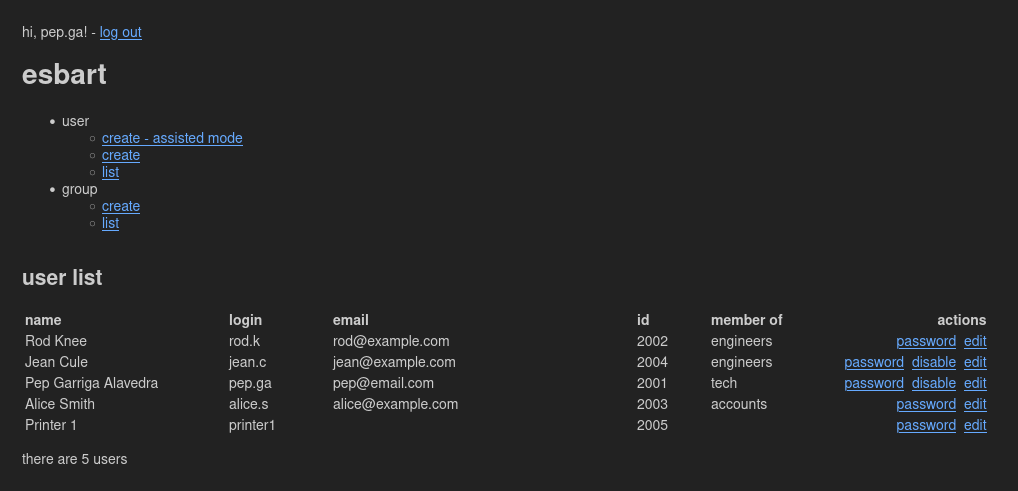 hi, pep.ga! - log out
esbart
user
create - assisted mode
create
list
group
create
list
user list
name login email id member of actions
Rod Knee rod.k rod@example.com 2002 engineers password edit
Jean Cule jean.c jean@example.com 2004 engineers password disable edit
Pep Garriga Alavedra pep.ga pep@email.com 2001 tech password disable edit
Alice Smith alice.s alice@example.com 2003 accounts password edit
Printer 1 printer1 2005 password edit
there are 5 users